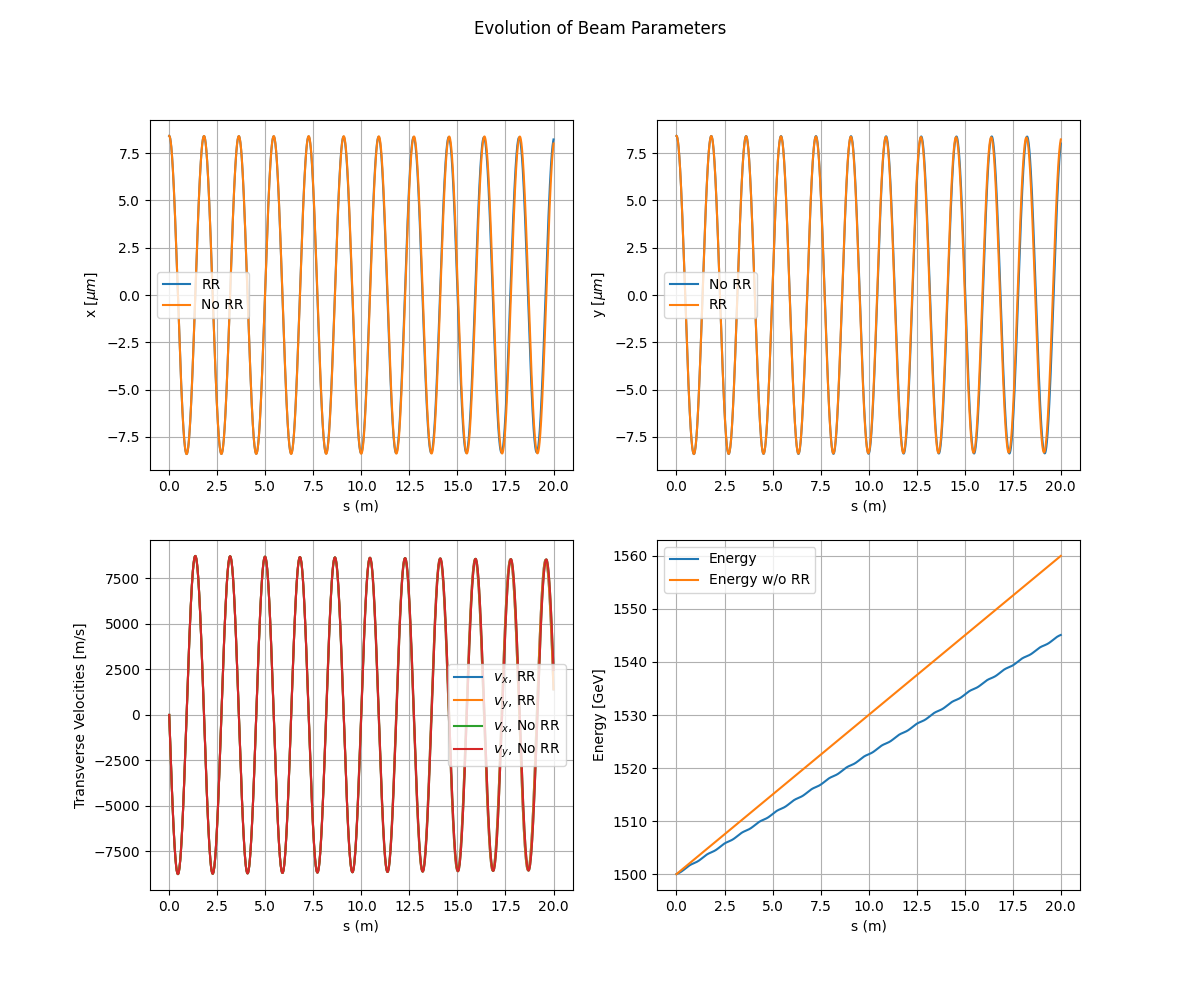 Evolution of Beam Parameters
7.5
5.0
2.5
0.0
−2.5
−5.0
−7.5
x [μm]
RR
No RR
0.0 2.5 5.0 7.5 10.0 12.5 15.0 17.5 20.0
s (m)
7.5
5.0
2.5
0.0
−2.5
−5.0
−7.5
y [μm]
No RR
RR
0.0 2.5 5.0 7.5 10.0 12.5 15.0 17.5 20.0
s (m)
7500
5000
2500
0
−2500
−5000
−7500
Transverse Velocities [m/s]
vₓ, RR
v_y, RR
vₓ, No RR
v_y, No RR
0.0 2.5 5.0 7.5 10.0 12.5 15.0 17.5 20.0
s (m)
1560
1550
1540
1530
1520
1510
1500
Energy [GeV]
Energy
Energy w/o RR
0.0 2.5 5.0 7.5 10.0 12.5 15.0 17.5 20.0
s (m)